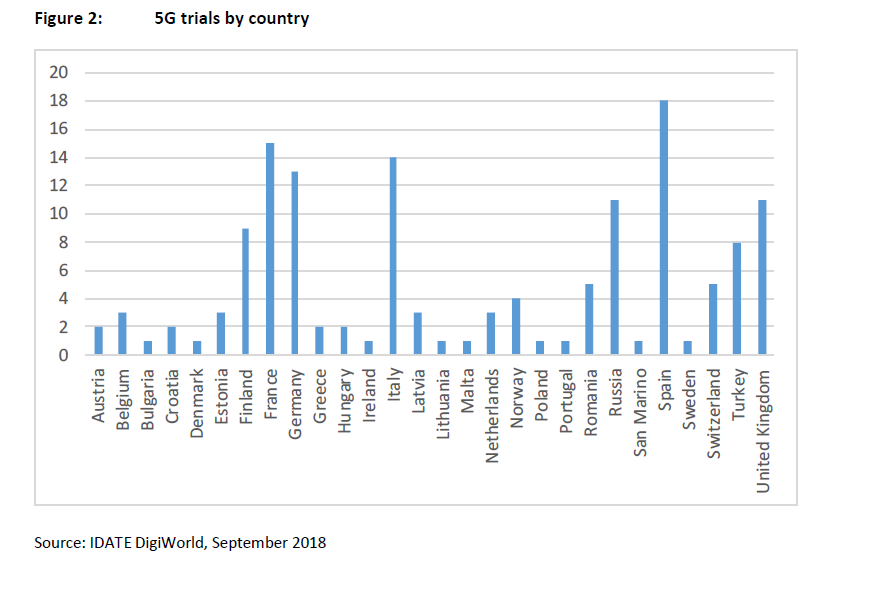 Figure 2: 5G trials by country
20
18
16
14
12
10
8
6
4
2
0
Austria
Belgium
Bulgaria
Croatia
Denmark
Estonia
Finland
France
Germany
Greece
Hungary
Ireland
Italy
Latvia
Lithuania
Malta
Netherlands
Norway
Poland
Portugal
Romania
Russia
San Marino
Spain
Sweden
Switzerland
Turkey
United Kingdom
Source: IDATE DigiWorld, September 2018